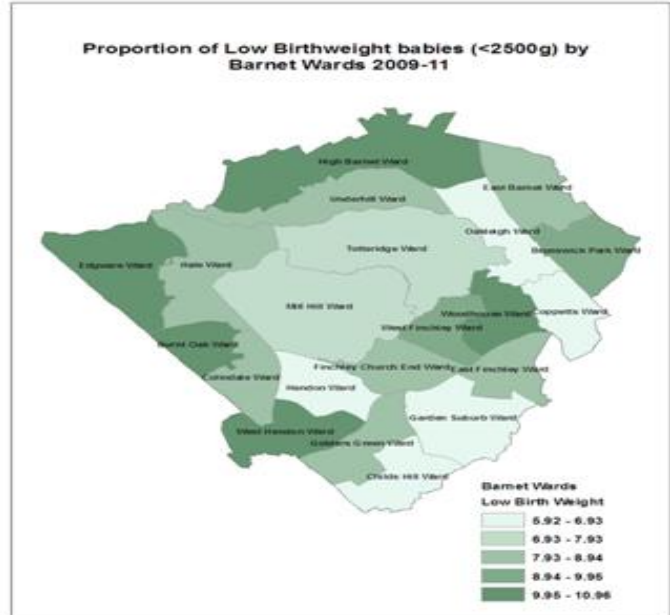 Proportion of Low Birthweight babies (<2500g) by
Barnet Wards 2009-11
High Barnet Ward
East Barnet Ward
Underhill Ward
Oakleigh Ward
Totteridge Ward
Brunswick Park Ward
Edgware Ward
Hale Ward
Mill Hill Ward
Coppetts Ward
Woodhouse Ward
West Finchley Ward
Burnt Oak Ward
Finchley Church End Ward
East Finchley Ward
Colindale Ward
Hendon Ward
Garden Suburb Ward
West Hendon Ward
Golders Green Ward
Childs Hill Ward
Barnet Wards
Low Birth Weight
5.92 - 6.93
6.93 - 7.93
7.93 - 8.94
8.94 - 9.95
9.95 - 10.96